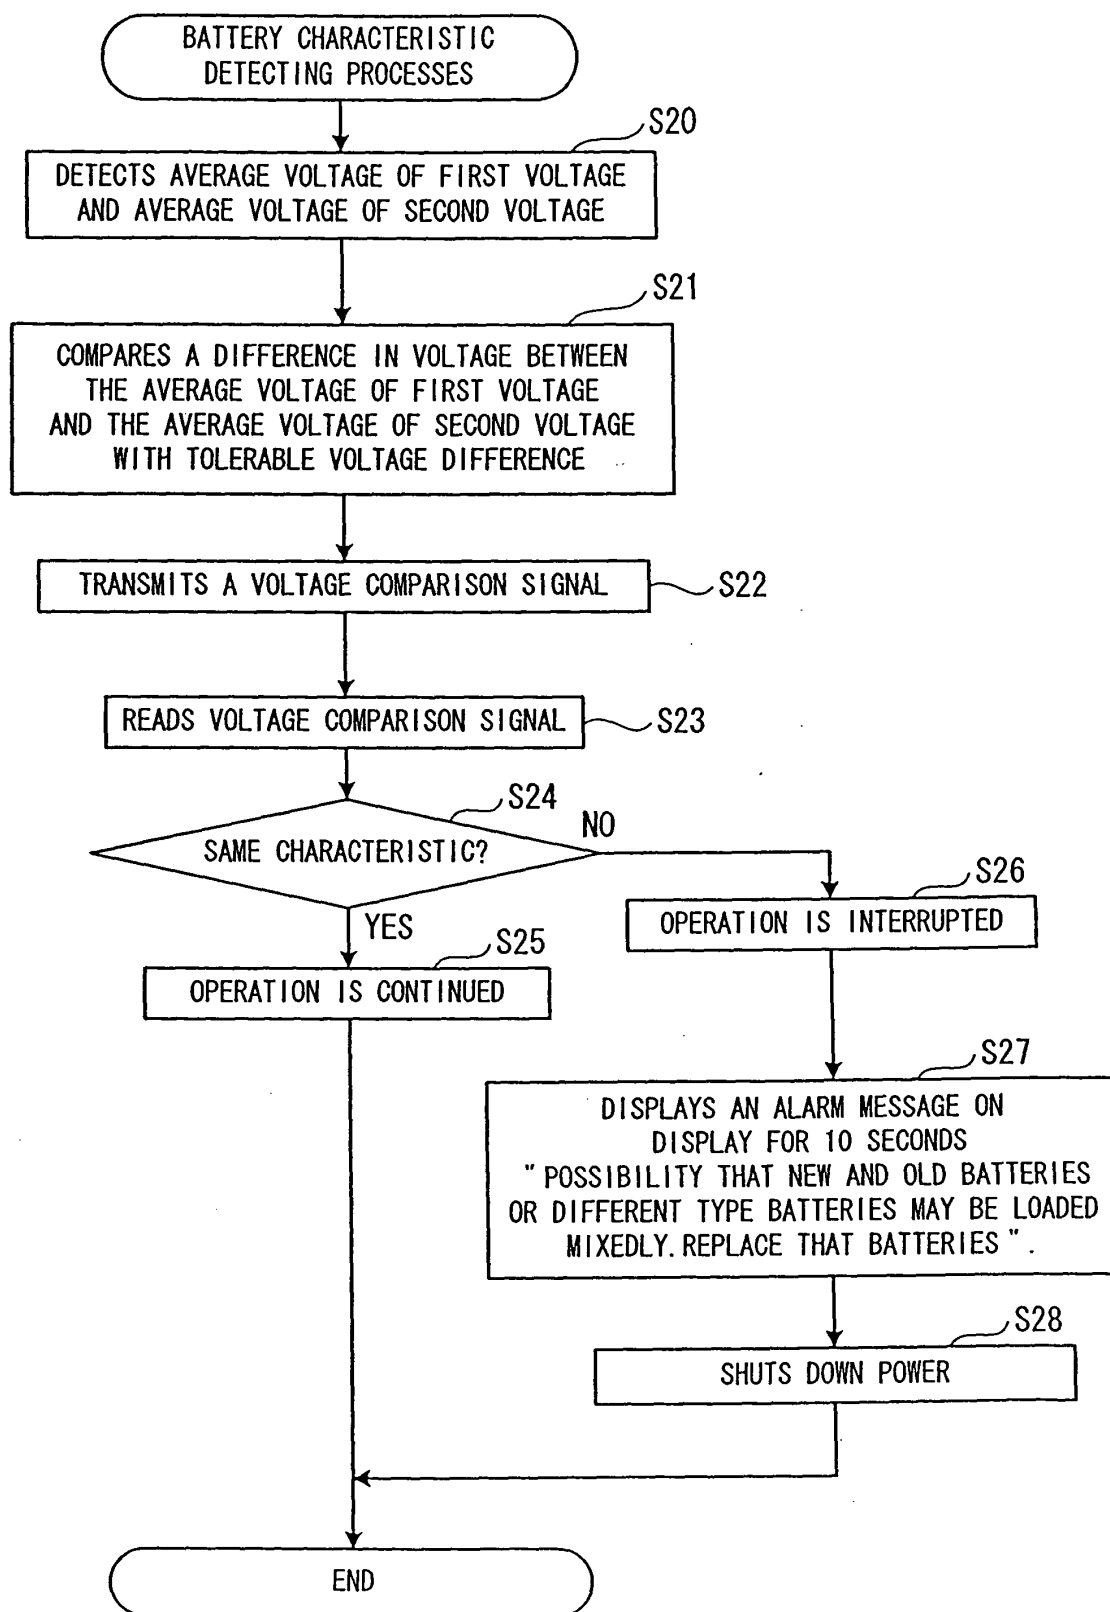 BATTERY CHARACTERISTIC
DETECTING PROCESSES
S20
DETECTS AVERAGE VOLTAGE OF FIRST VOLTAGE
AND AVERAGE VOLTAGE OF SECOND VOLTAGE
S21
COMPARES A DIFFERENCE IN VOLTAGE BETWEEN
THE AVERAGE VOLTAGE OF FIRST VOLTAGE
AND THE AVERAGE VOLTAGE OF SECOND VOLTAGE
WITH TOLERABLE VOLTAGE DIFFERENCE
TRANSMITS A VOLTAGE COMPARISON SIGNAL
S22
READS VOLTAGE COMPARISON SIGNAL
S23
S24
SAME CHARACTERISTIC?
NO
YES
S25
OPERATION IS CONTINUED
S26
OPERATION IS INTERRUPTED
S27
DISPLAYS AN ALARM MESSAGE ON
DISPLAY FOR 10 SECONDS
" POSSIBILITY THAT NEW AND OLD BATTERIES
OR DIFFERENT TYPE BATTERIES MAY BE LOADED
MIXEDLY. REPLACE THAT BATTERIES ".
S28
SHUTS DOWN POWER
END